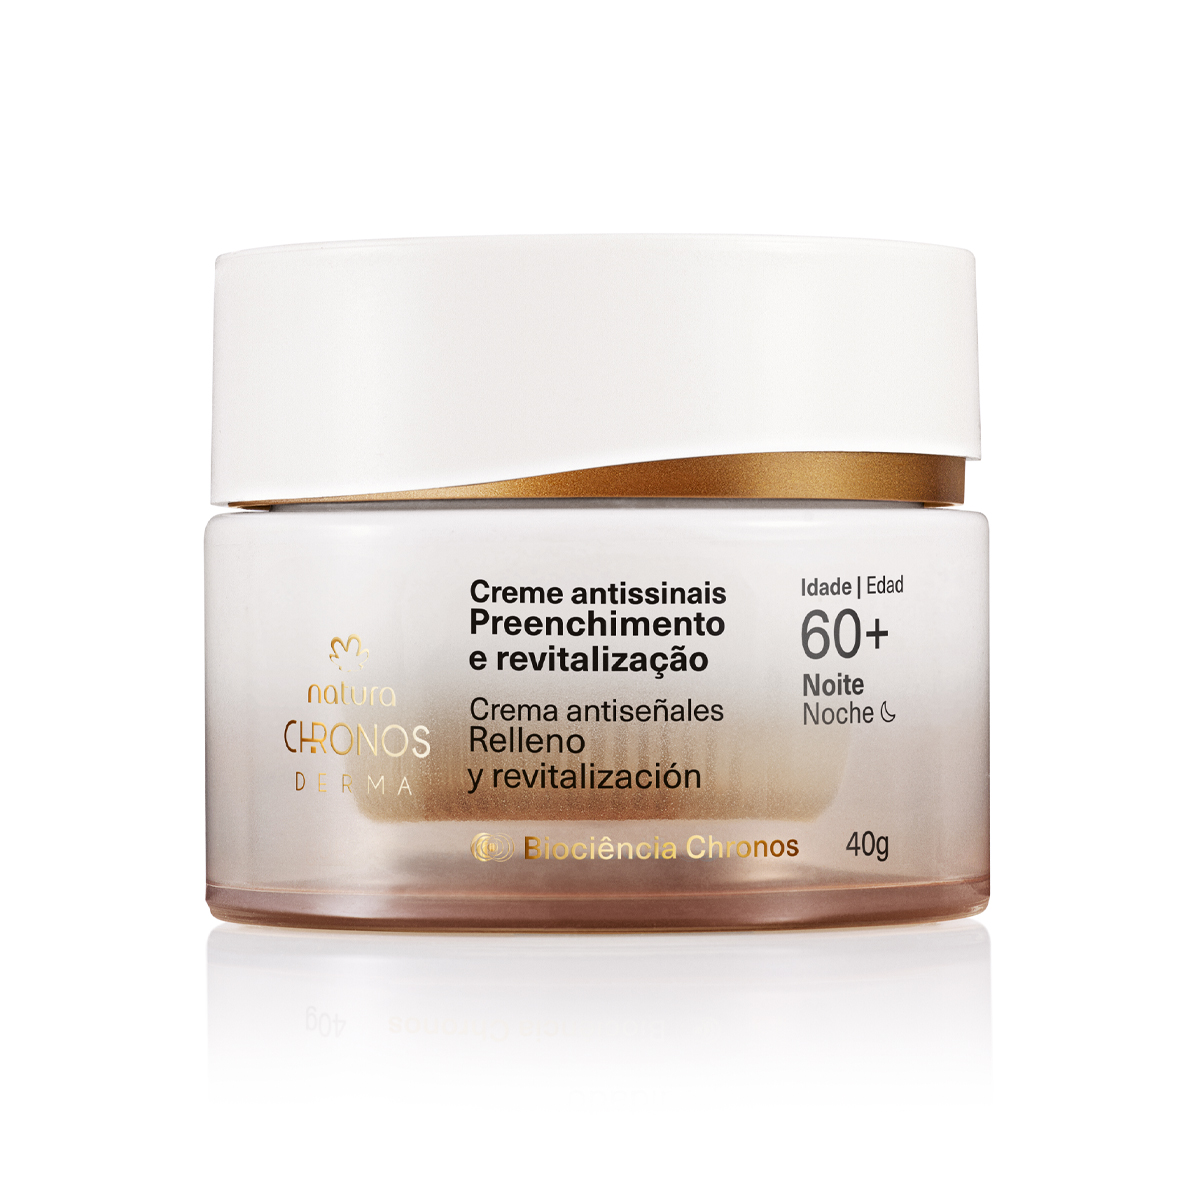 natura
CHRONOS
DERMA
Creme antissinais
Preenchimento
e revitalização
Crema antiseñales
Relleno
y revitalización
Biociência Chronos
Idade | Edad
60+
Noite
Noche
40g